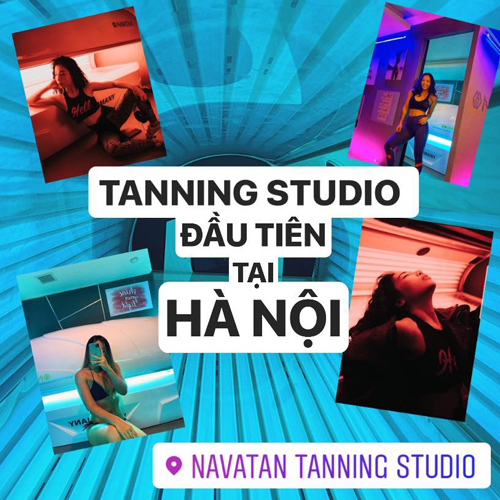 TANNING STUDIO
ĐẦU TIÊN
TẠI
HÀ NỘI
NAVATAN TANNING STUDIO